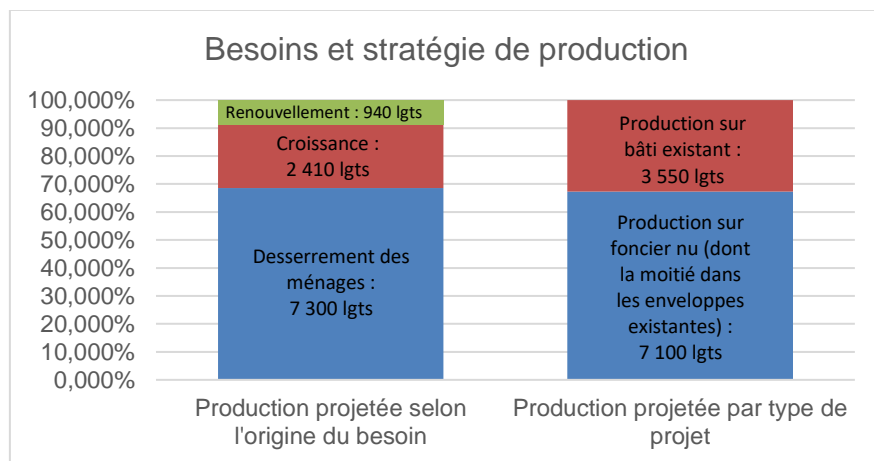 Besoins et stratégie de production
100,000%
90,000%
80,000%
70,000%
60,000%
50,000%
40,000%
30,000%
20,000%
10,000%
0,000%
Renouvellement : 940 lgts
Croissance :
2 410 lgts
Desserrement des
ménages :
7 300 lgts
Production sur
bâti existant :
3 550 lgts
Production sur
foncier nu (dont
la moitié dans
les enveloppes
existantes) :
7 100 lgts
Production projetée selon
l'origine du besoin
Production projetée par type de
projet